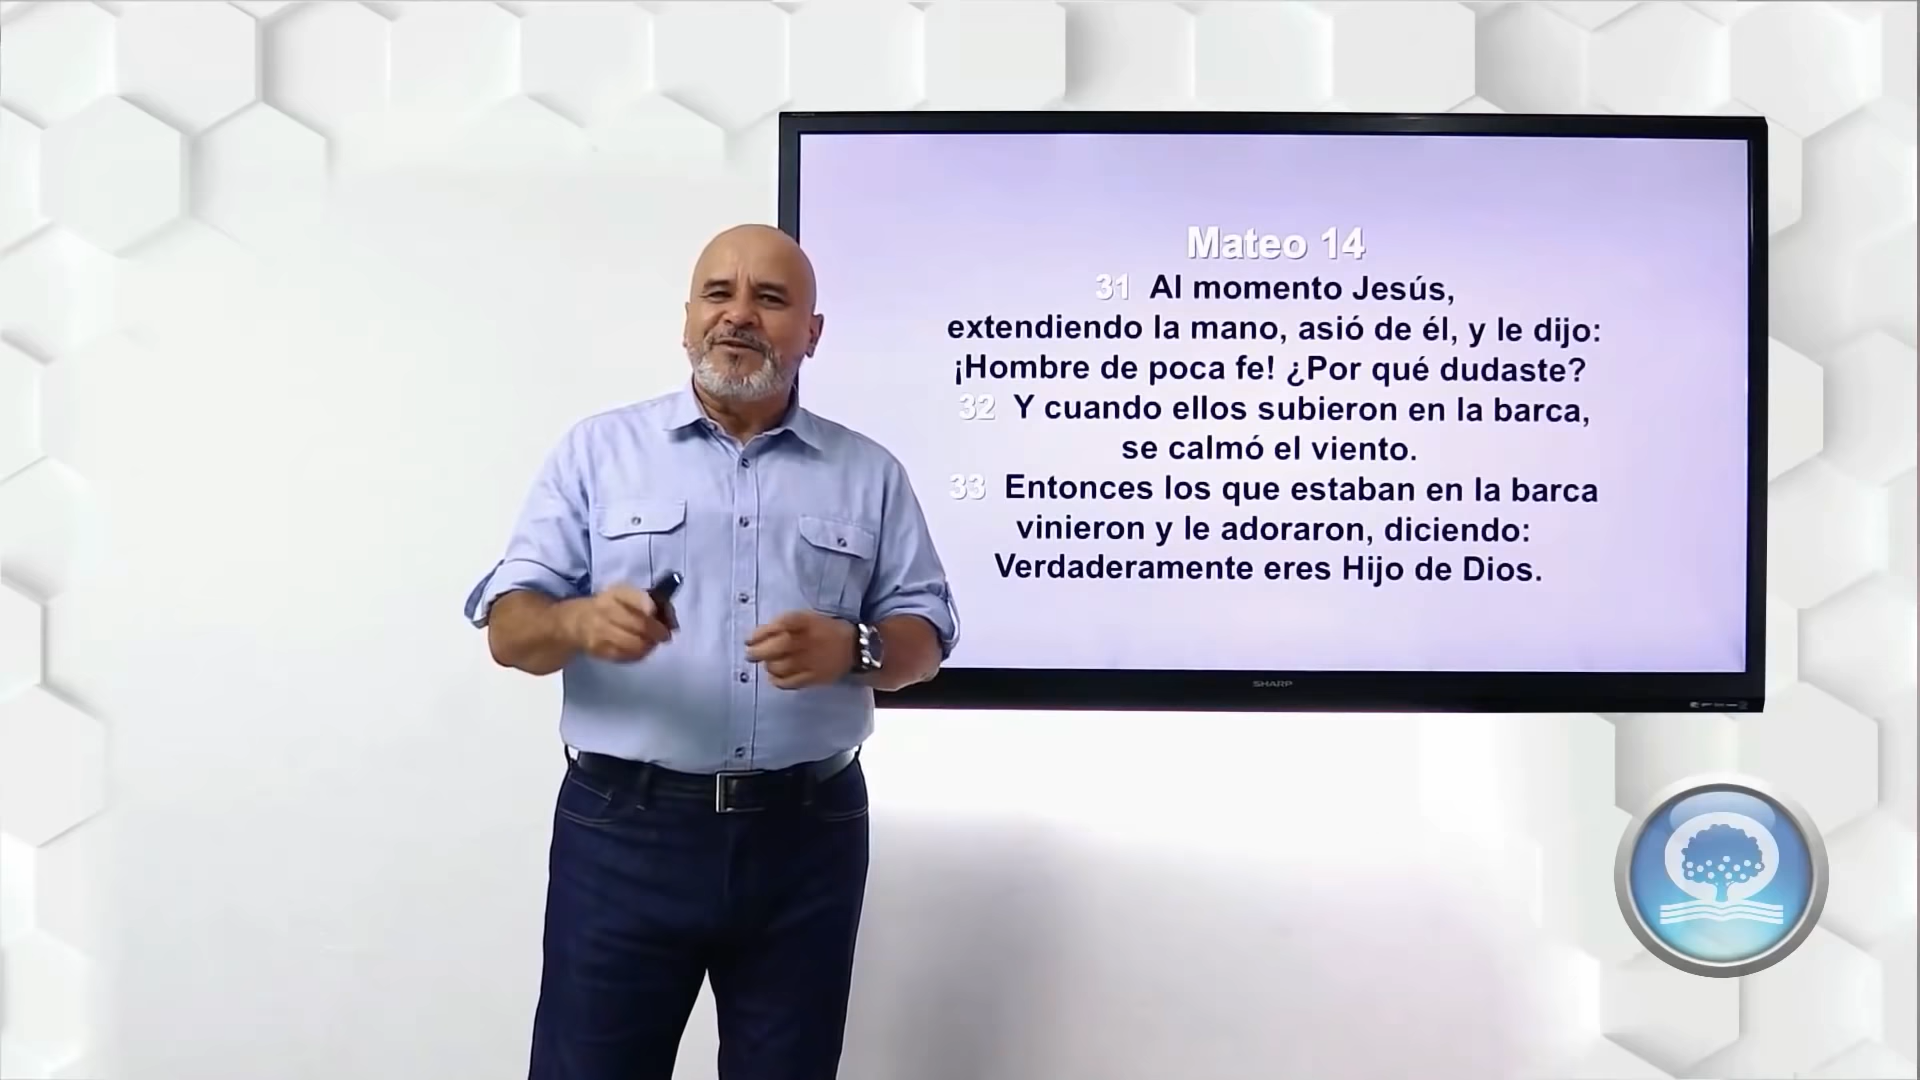 Mateo 14
31 Al momento Jesús,
extendiendo la mano, asió de él, y le dijo:
¡Hombre de poca fe! ¿Por qué dudaste?
32 Y cuando ellos subieron en la barca,
se calmó el viento.
33 Entonces los que estaban en la barca
vinieron y le adoraron, diciendo:
Verdaderamente eres Hijo de Dios.
SHARP